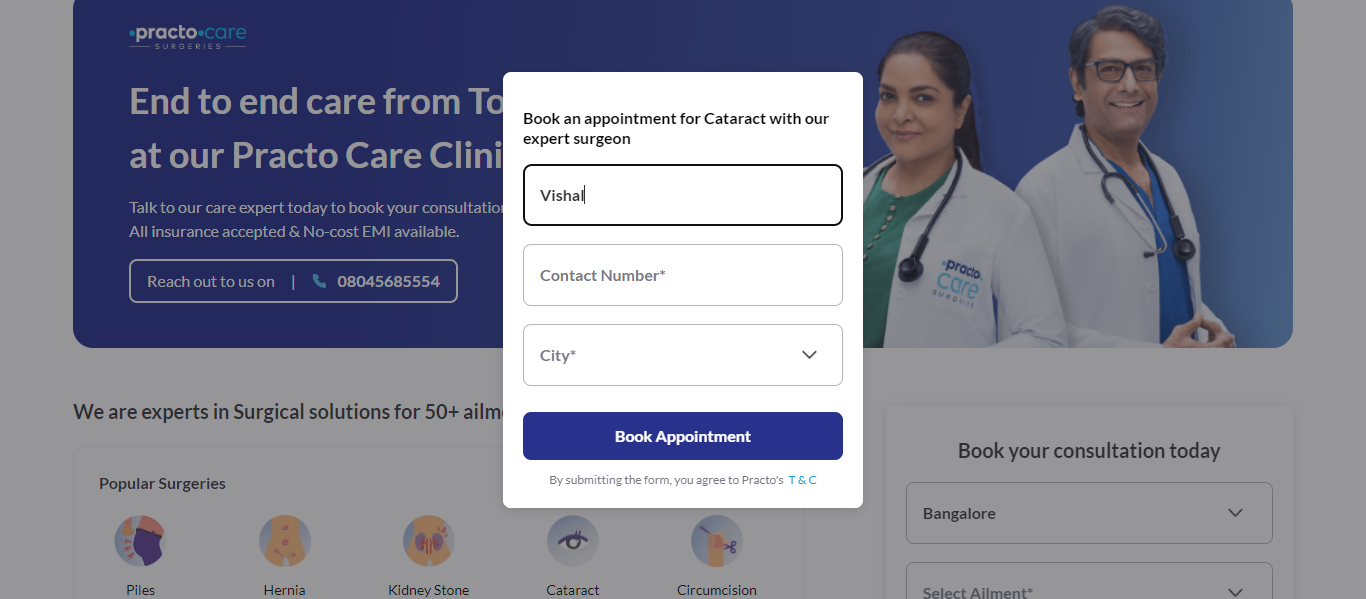 practo care
SURGERIES
End to end care from To
at our Practo Care Clini
Talk to our care expert today to book your consultation
All insurance accepted & No-cost EMI available.
Reach out to us on | 08045685554
practo
care
SURGERIES
Book an appointment for Cataract with our
expert surgeon
Vishal
Contact Number*
City*
Book Appointment
By submitting the form, you agree to Practo's T & C
We are experts in Surgical solutions for 50+ ailm
Popular Surgeries
Piles
Hernia
Kidney Stone
Cataract
Circumcision
Book your consultation today
Bangalore
Select Ailment*